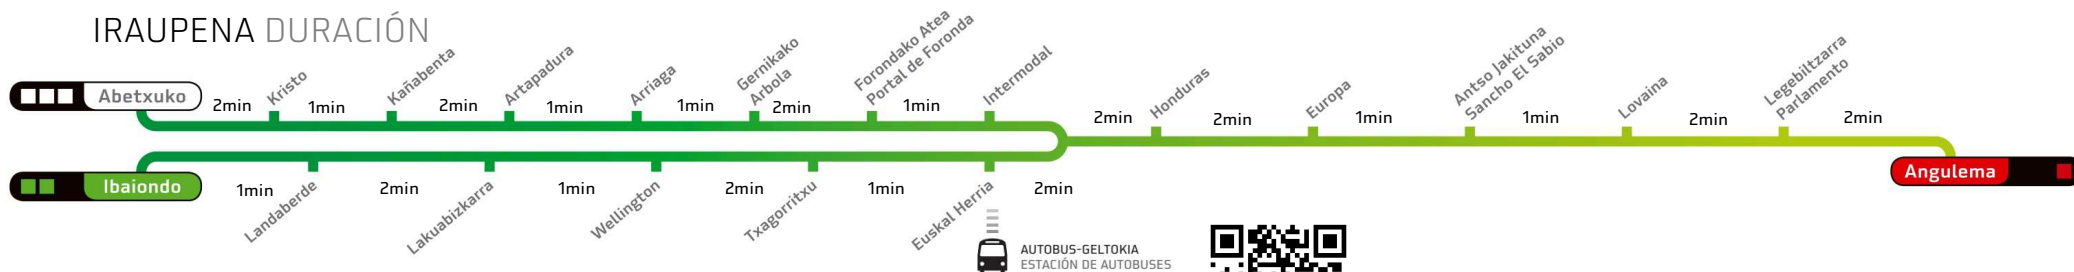 IRAUPENA DURACIÓN
Abetxuko
2min
Kristo
1min
Kañabenta
2min
Artapadura
1min
Arriaga
1min
Gernikako
Arbola
2min
Forondako Atea
Portal de Foronda
1min
Intermodal
2min
Honduras
2min
Europa
1min
Antso Jakituna
Sancho El Sabio
1min
Lovaina
2min
Legebiltzarra
Parlamento
2min
Angulema
Ibaiondo
1min
Landaberde
2min
Lakuabizkarra
1min
Wellington
2min
Txagorritxu
1min
Euskal Herria
2min
AUTOBUS-GELTOKIA
ESTACIÓN DE AUTOBUSES